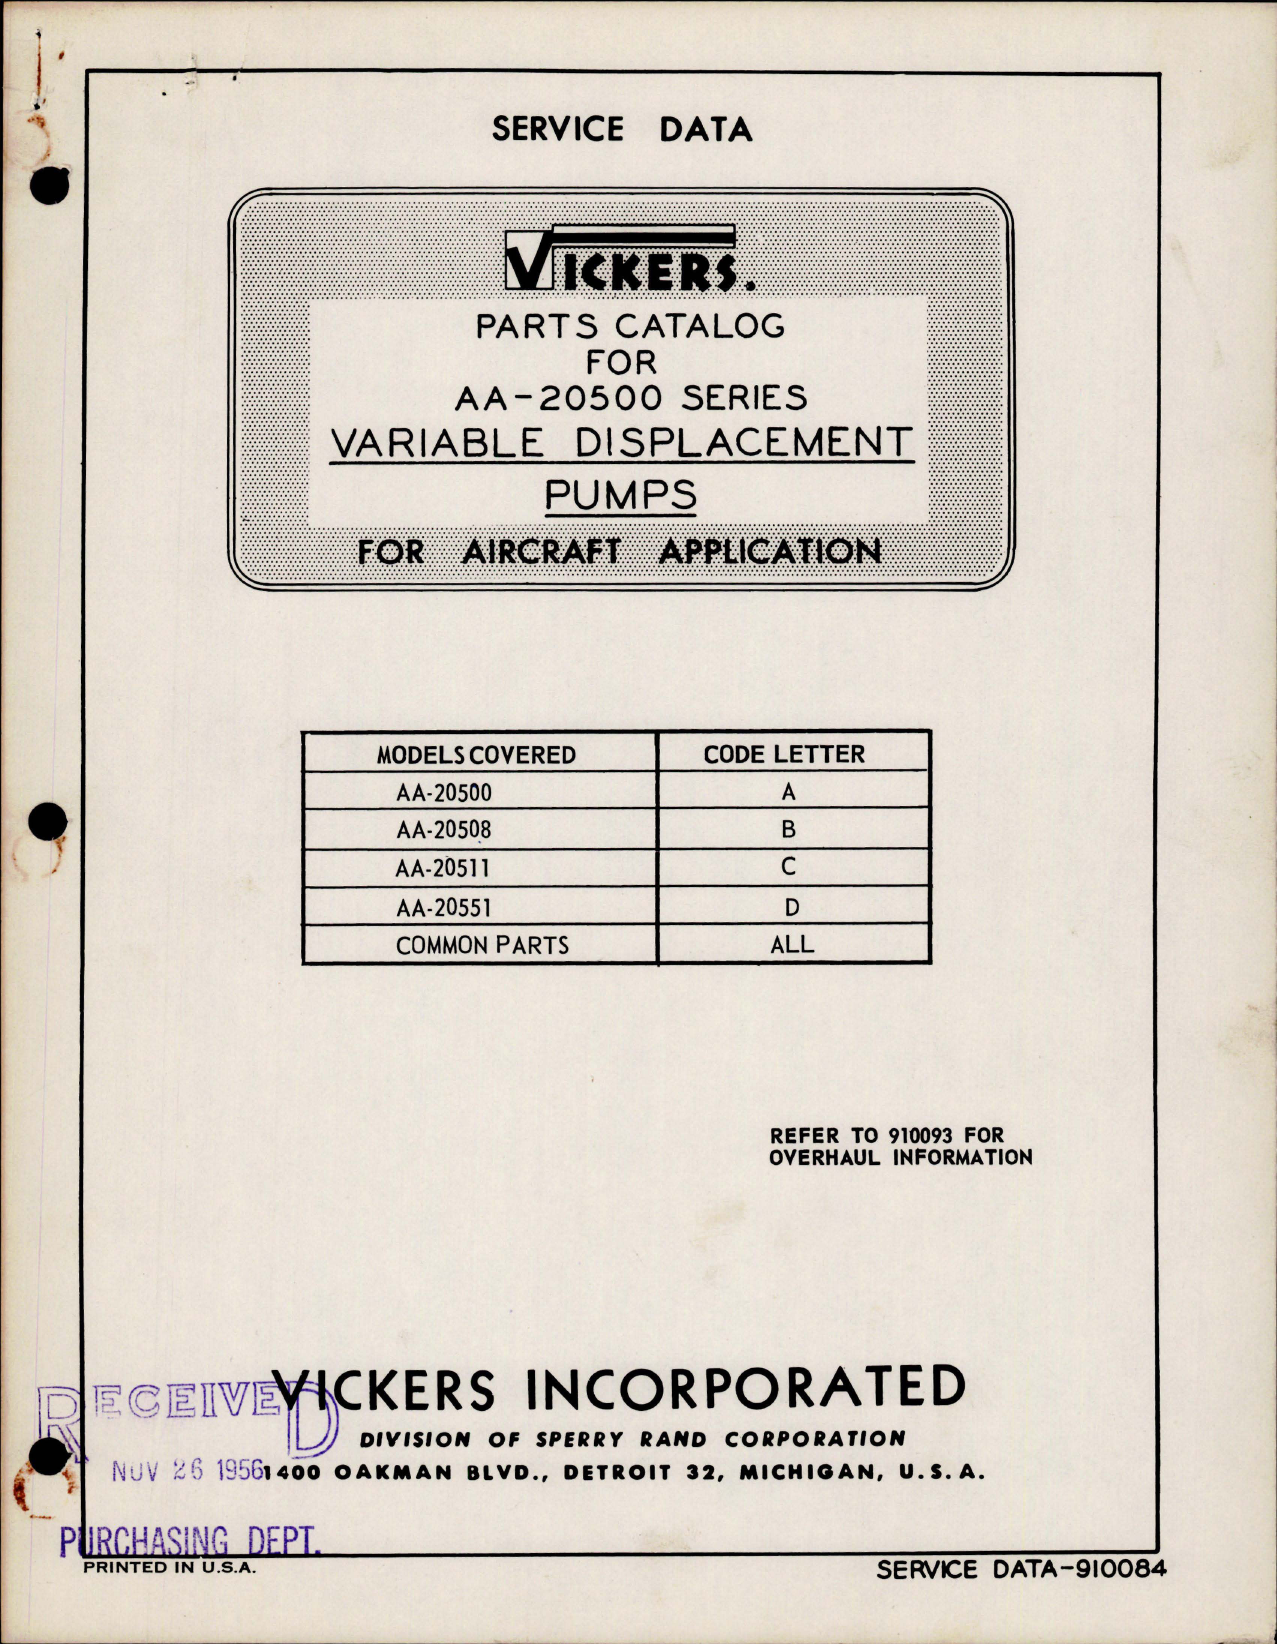 SERVICE DATA
VICKERS.
PARTS CATALOG
FOR
AA-20500 SERIES
VARIABLE DISPLACEMENT
PUMPS
FOR AIRCRAFT APPLICATION
MODELS COVERED CODE LETTER
AA-20500 A
AA-20508 B
AA-20511 C
AA-20551 D
COMMON PARTS ALL
REFER TO 910093 FOR
OVERHAUL INFORMATION
VICKERS INCORPORATED
DIVISION OF SPERRY RAND CORPORATION
1400 OAKMAN BLVD., DETROIT 32, MICHIGAN, U.S.A.
RECEIVED
NOV 26 1956
PURCHASING DEPT.
PRINTED IN U.S.A.
SERVICE DATA-910084